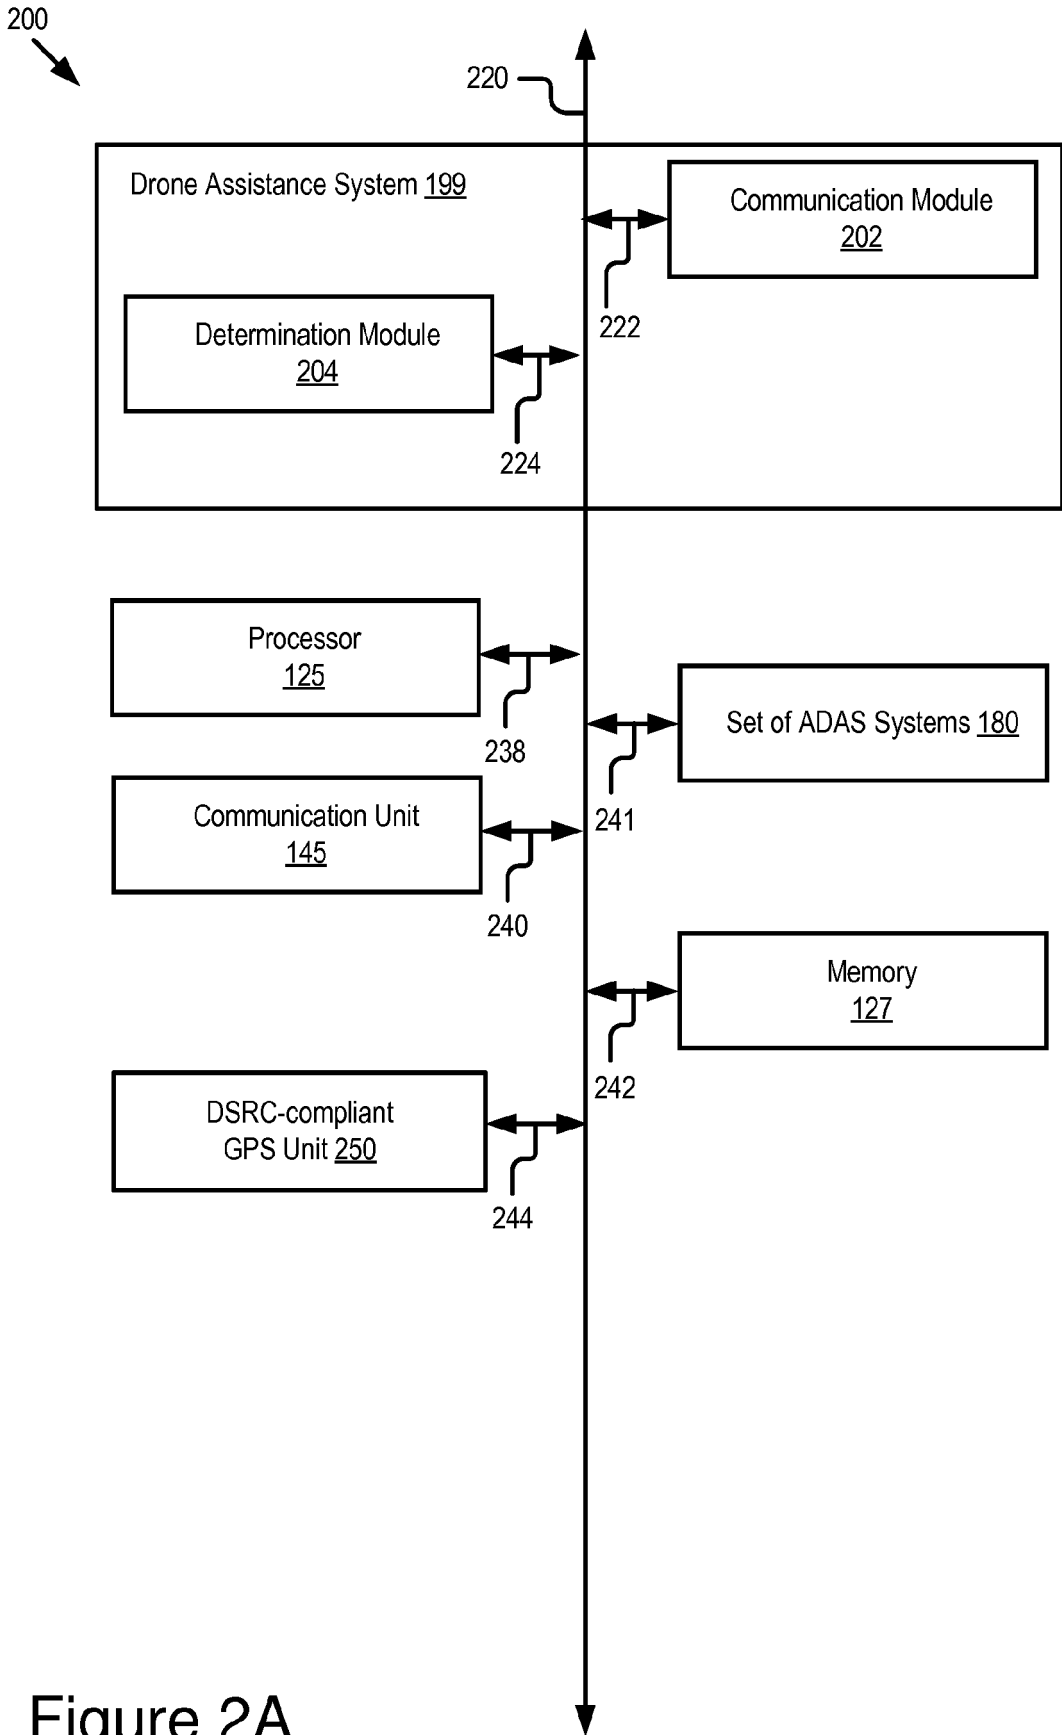 200
220
Drone Assistance System 199
Communication Module
202
222
Determination Module
204
224
Processor
125
238
Set of ADAS Systems 180
241
Communication Unit
145
240
Memory
127
242
DSRC-compliant
GPS Unit 250
244
Figure 2A